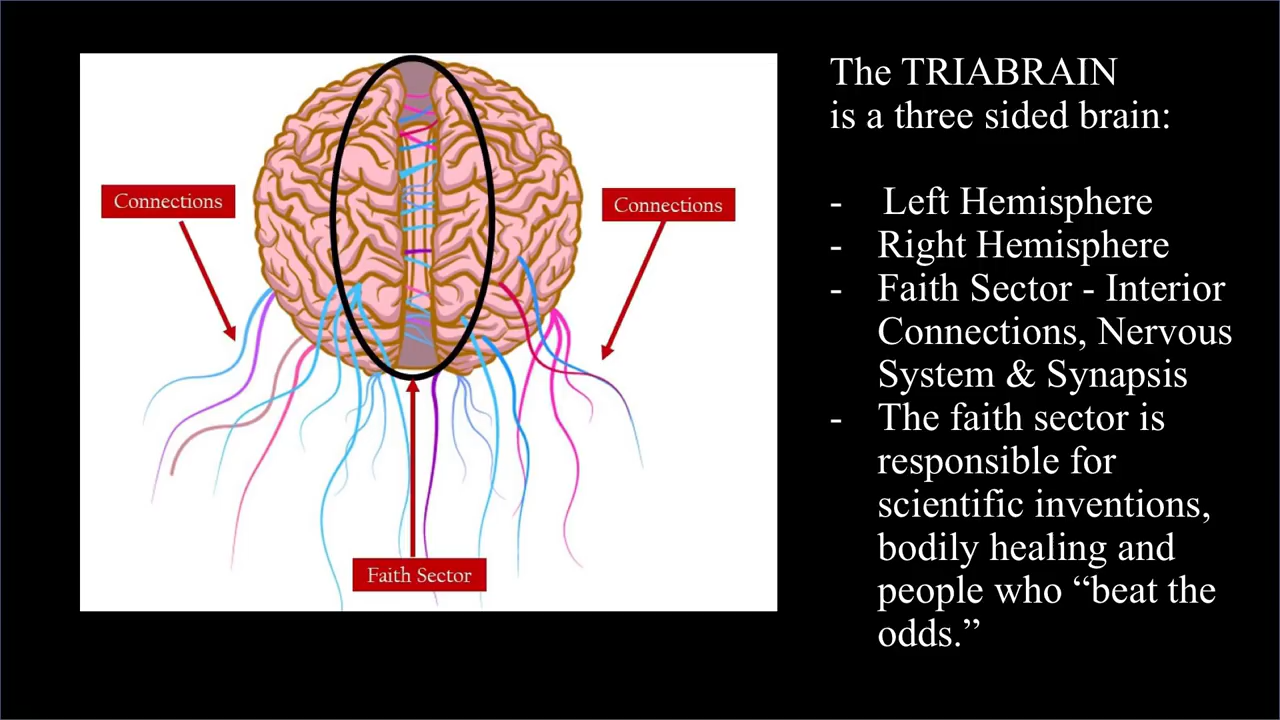 The TRIABRAIN
is a three sided brain:
- Left Hemisphere
- Right Hemisphere
- Faith Sector - Interior
Connections, Nervous
System & Synapsis
- The faith sector is
responsible for
scientific inventions,
bodily healing and
people who “beat the
odds.”
Connections
Connections
Faith Sector